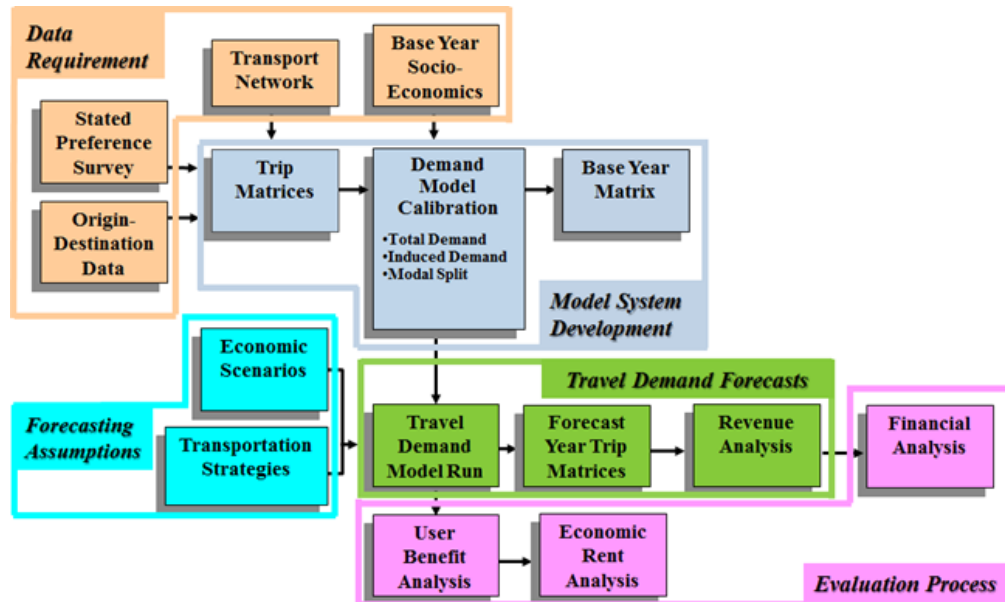 Data
Requirement
Transport
Network
Base Year
Socio-
Economics
Stated
Preference
Survey
Origin-
Destination
Data
Trip
Matrices
Demand
Model
Calibration
•Total Demand
•Induced Demand
•Modal Split
Base Year
Matrix
Model System
Development
Economic
Scenarios
Forecasting
Assumptions
Transportation
Strategies
Travel Demand Forecasts
Travel
Demand
Model Run
Forecast
Year Trip
Matrices
Revenue
Analysis
Financial
Analysis
User
Benefit
Analysis
Economic
Rent
Analysis
Evaluation Process